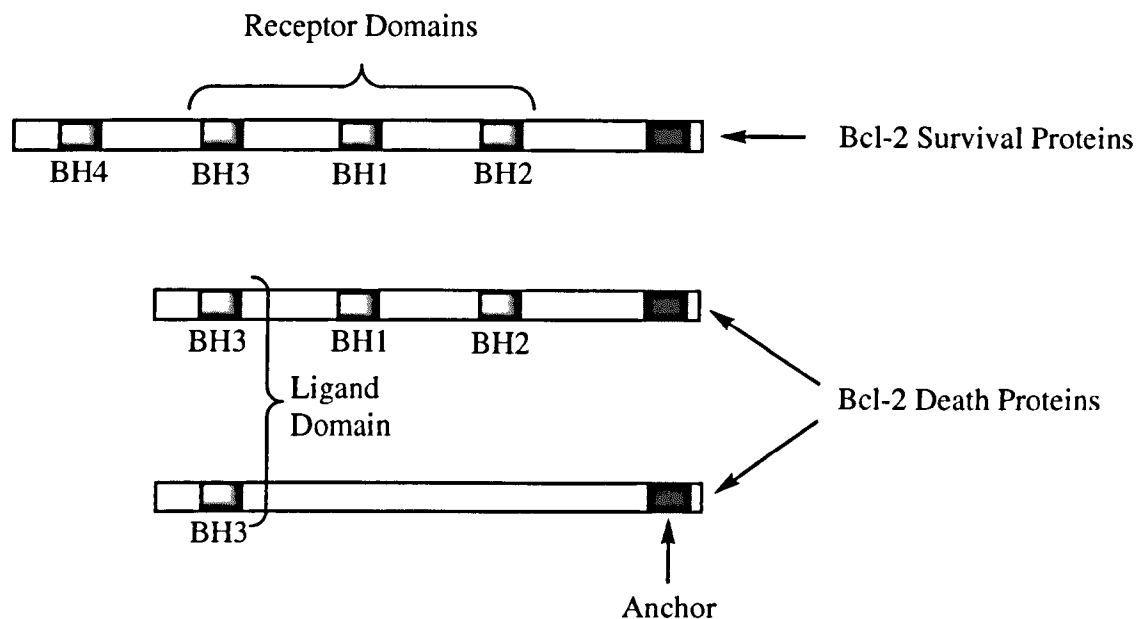 Receptor Domains
Bcl-2 Survival Proteins
BH4 BH3 BH1 BH2
BH3 BH1 BH2
Ligand
Domain
Bcl-2 Death Proteins
BH3
Anchor